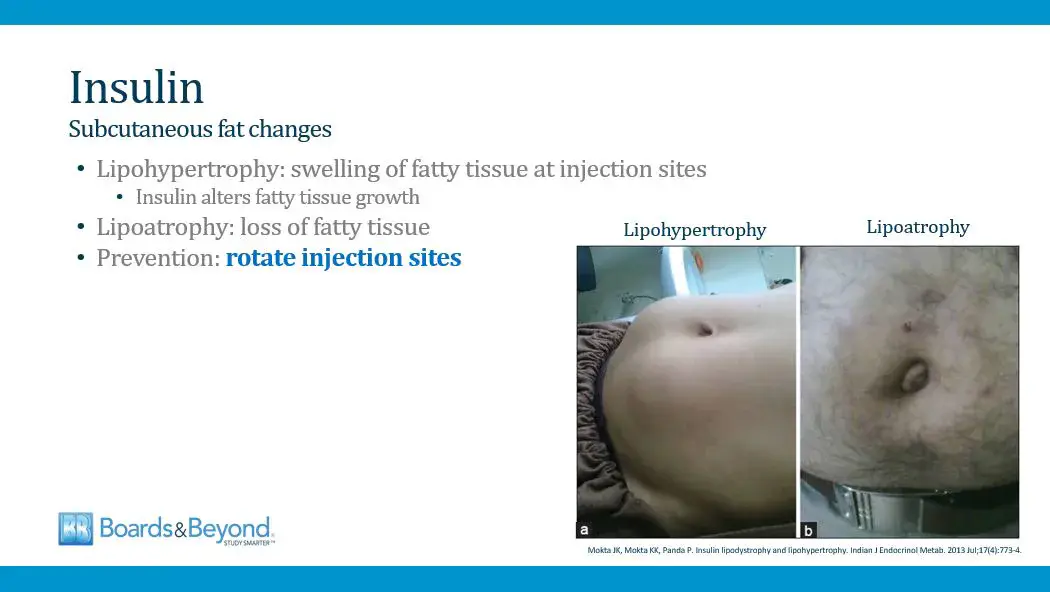 Insulin
Subcutaneous fat changes
• Lipohypertrophy: swelling of fatty tissue at injection sites
• Insulin alters fatty tissue growth
• Lipoatrophy: loss of fatty tissue
• Prevention: rotate injection sites
Lipohypertrophy
Lipoatrophy
a
b
Mokta JK, Mokta KK, Panda P. Insulin lipodystrophy and lipohypertrophy. Indian J Endocrinol Metab. 2013 Jul;17(4):773-4.
BB Boards&Beyond®
STUDY SMARTER™